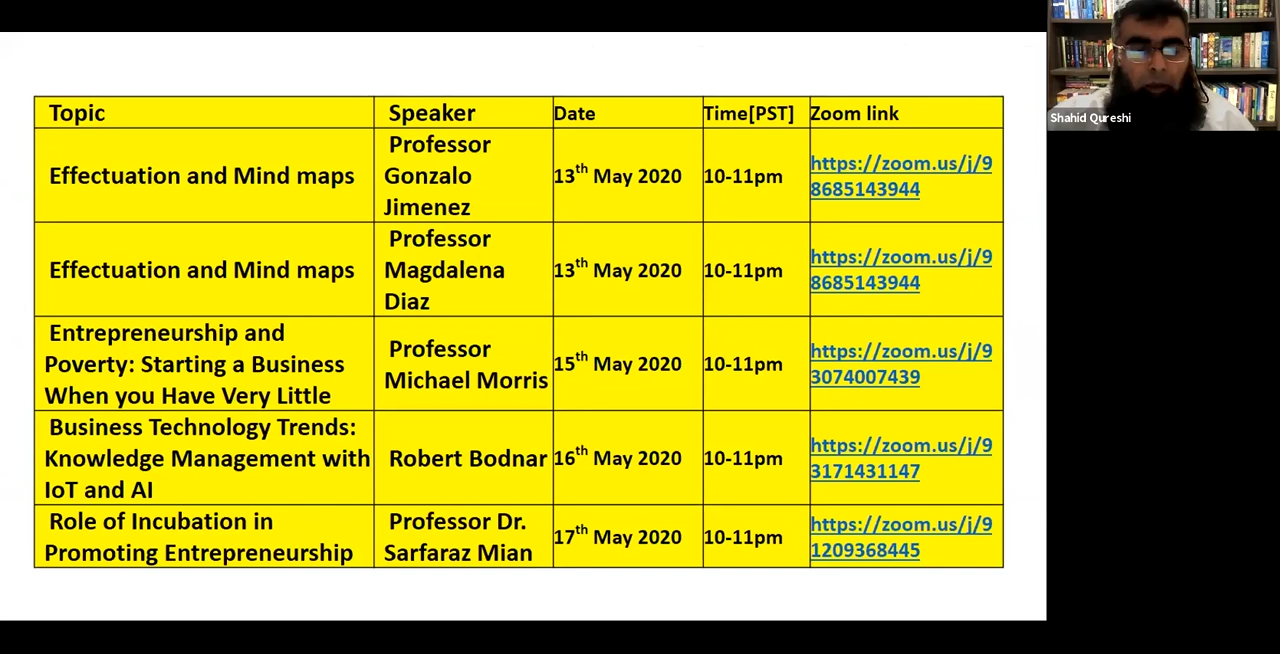 Topic Speaker Date Time[PST] Zoom link
Effectuation and Mind maps
Professor
Gonzalo
Jimenez
13th May 2020
10-11pm
https://zoom.us/j/9
8685143944
Effectuation and Mind maps
Professor
Magdalena
Diaz
13th May 2020
10-11pm
https://zoom.us/j/9
8685143944
Entrepreneurship and
Poverty: Starting a Business
When you Have Very Little
Professor
Michael Morris
15th May 2020
10-11pm
https://zoom.us/j/9
3074007439
Business Technology Trends:
Knowledge Management with
IoT and AI
Robert Bodnar
16th May 2020
10-11pm
https://zoom.us/j/9
3171431147
Role of Incubation in
Promoting Entrepreneurship
Professor Dr.
Sarfaraz Mian
17th May 2020
10-11pm
https://zoom.us/j/9
1209368445
Shahid Qureshi